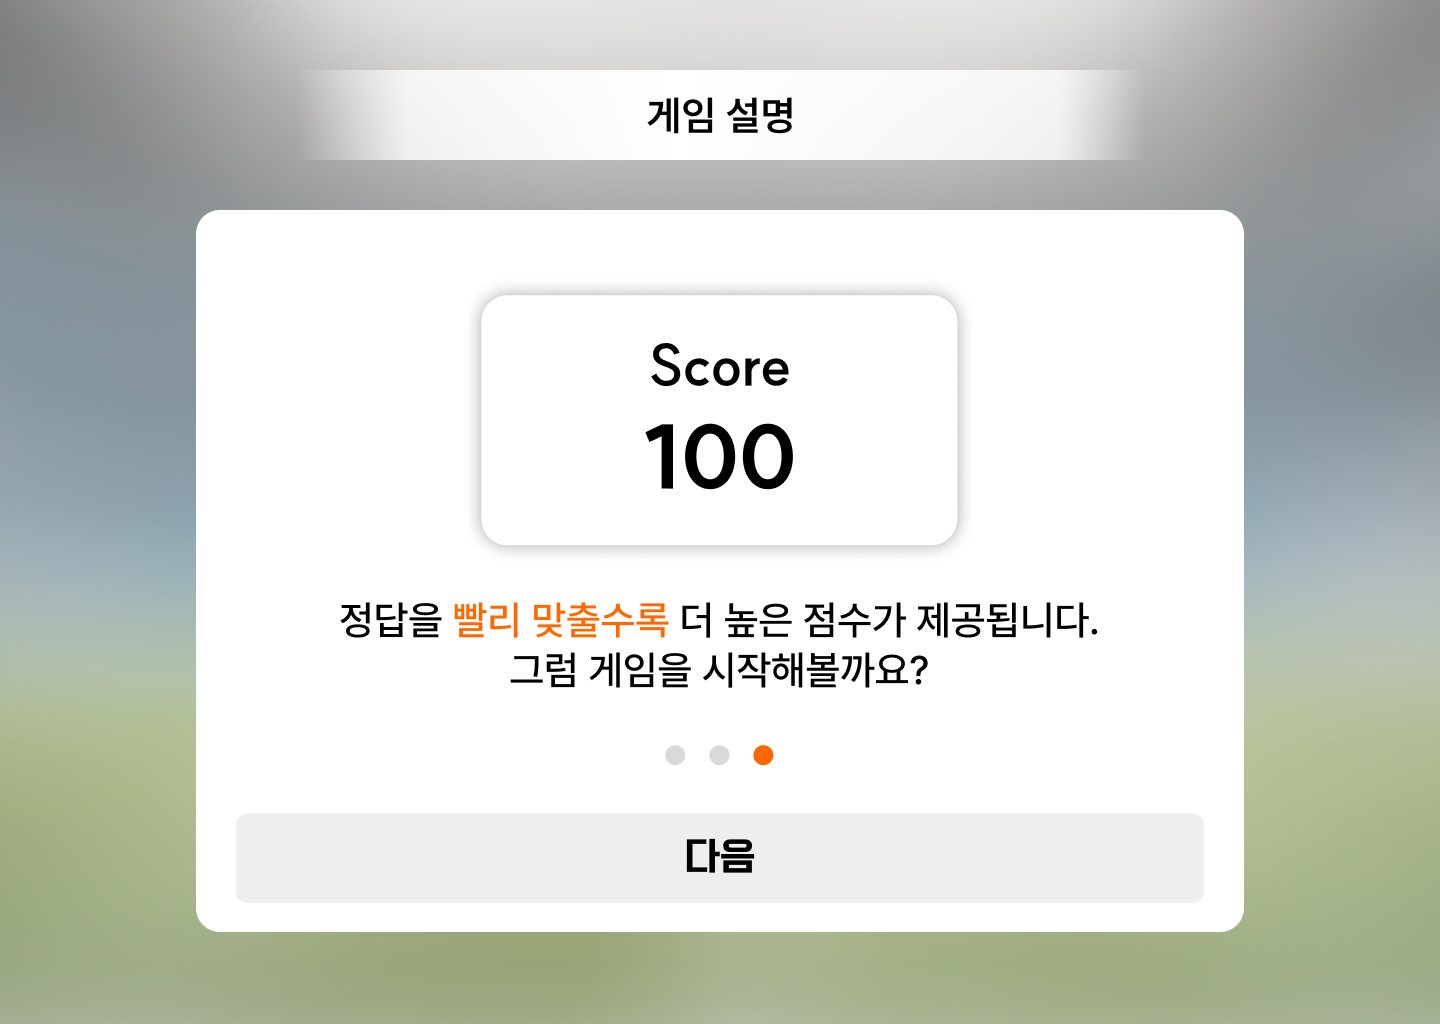 게임 설명
Score
100
정답을 빨리 맞출수록 더 높은 점수가 제공됩니다.
그럼 게임을 시작해볼까요?
다음